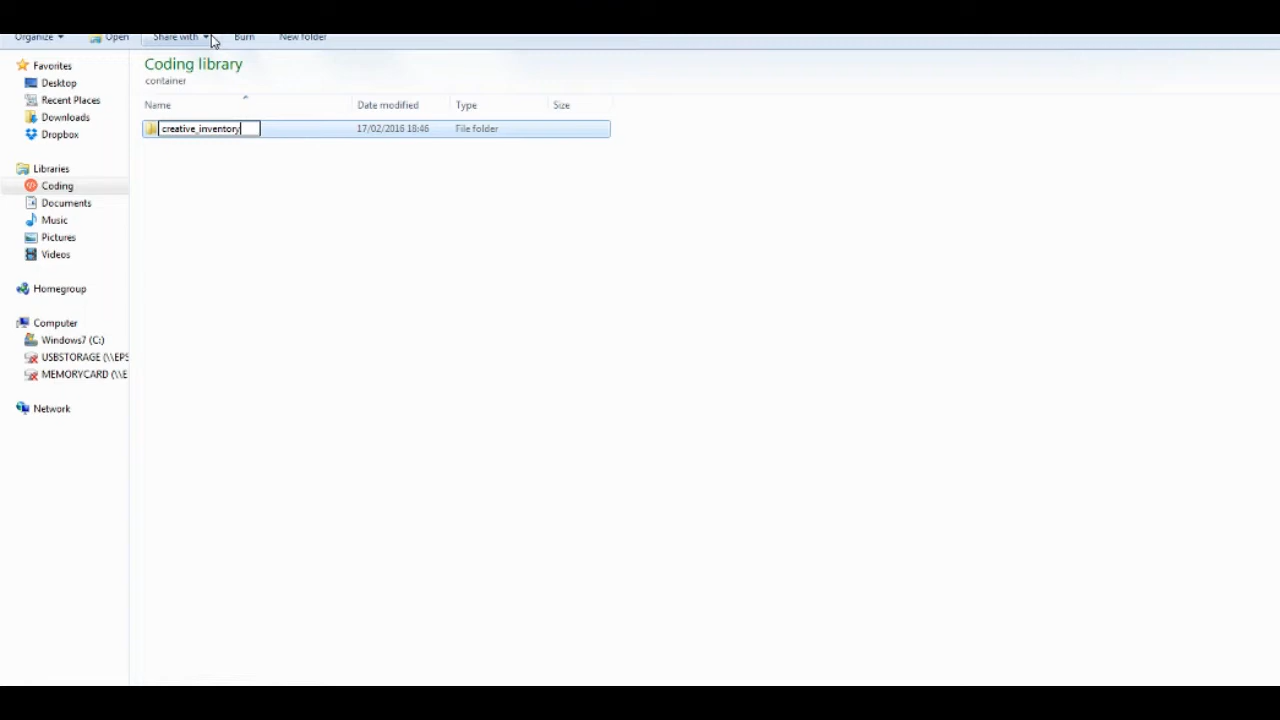 Organize Open Share with Burn New folder
Coding library
container
Name Date modified Type Size
creative_inventory 17/02/2016 18:46 File folder
Favorites
Desktop
Recent Places
Downloads
Dropbox
Libraries
Coding
Documents
Music
Pictures
Videos
Homegroup
Computer
Windows7 (C:)
USBSTORAGE (\\EPS
MEMORYCARD (\\E
Network